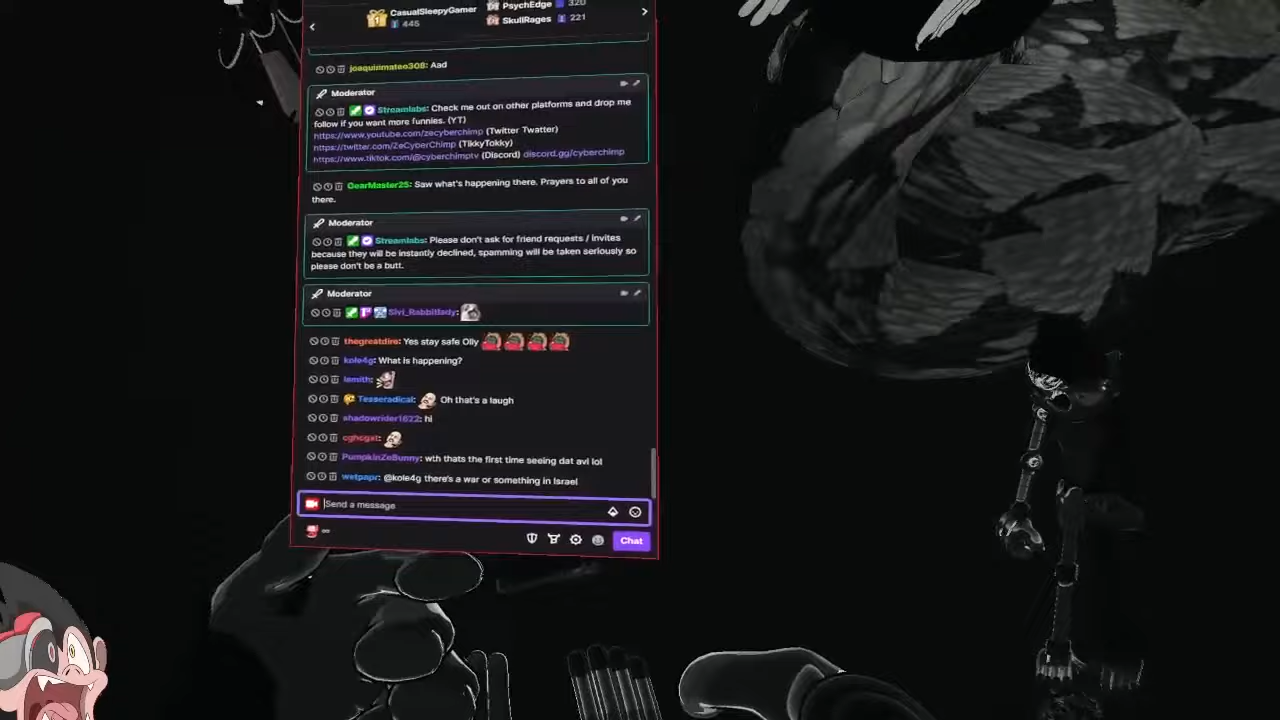 CasualSleepyGamer
445
PsychEdge 320
SkullRages 221
joaquinmateo308: Aad
Moderator
Streamlabs: Check me out on other platforms and drop me
follow if you want more funnies. (YT)
https://www.youtube.com/zecyberchimp (Twitter Twatter)
https://twitter.com/ZeCyberChimp (TikkyTokky)
https://www.tiktok.com/@cyberchimptv (Discord) discord.gg/cyberchimp
GearMaster25: Saw what's happening there. Prayers to all of you
there.
Moderator
Streamlabs: Please don't ask for friend requests / invites
because they will be instantly declined, spamming will be taken seriously so
please don't be a butt.
Moderator
Sivi_Rabbitlady:
thegreatdire: Yes stay safe Olly
kole4g: What is happening?
lamith:
Tesseradical: Oh that's a laugh
shadowrider1622: hi
cghcgxt:
PumpkinZeBunny: wth thats the first time seeing dat avi lol
wetpapr: @kole4g there's a war or something in Israel
Send a message
∞
Chat